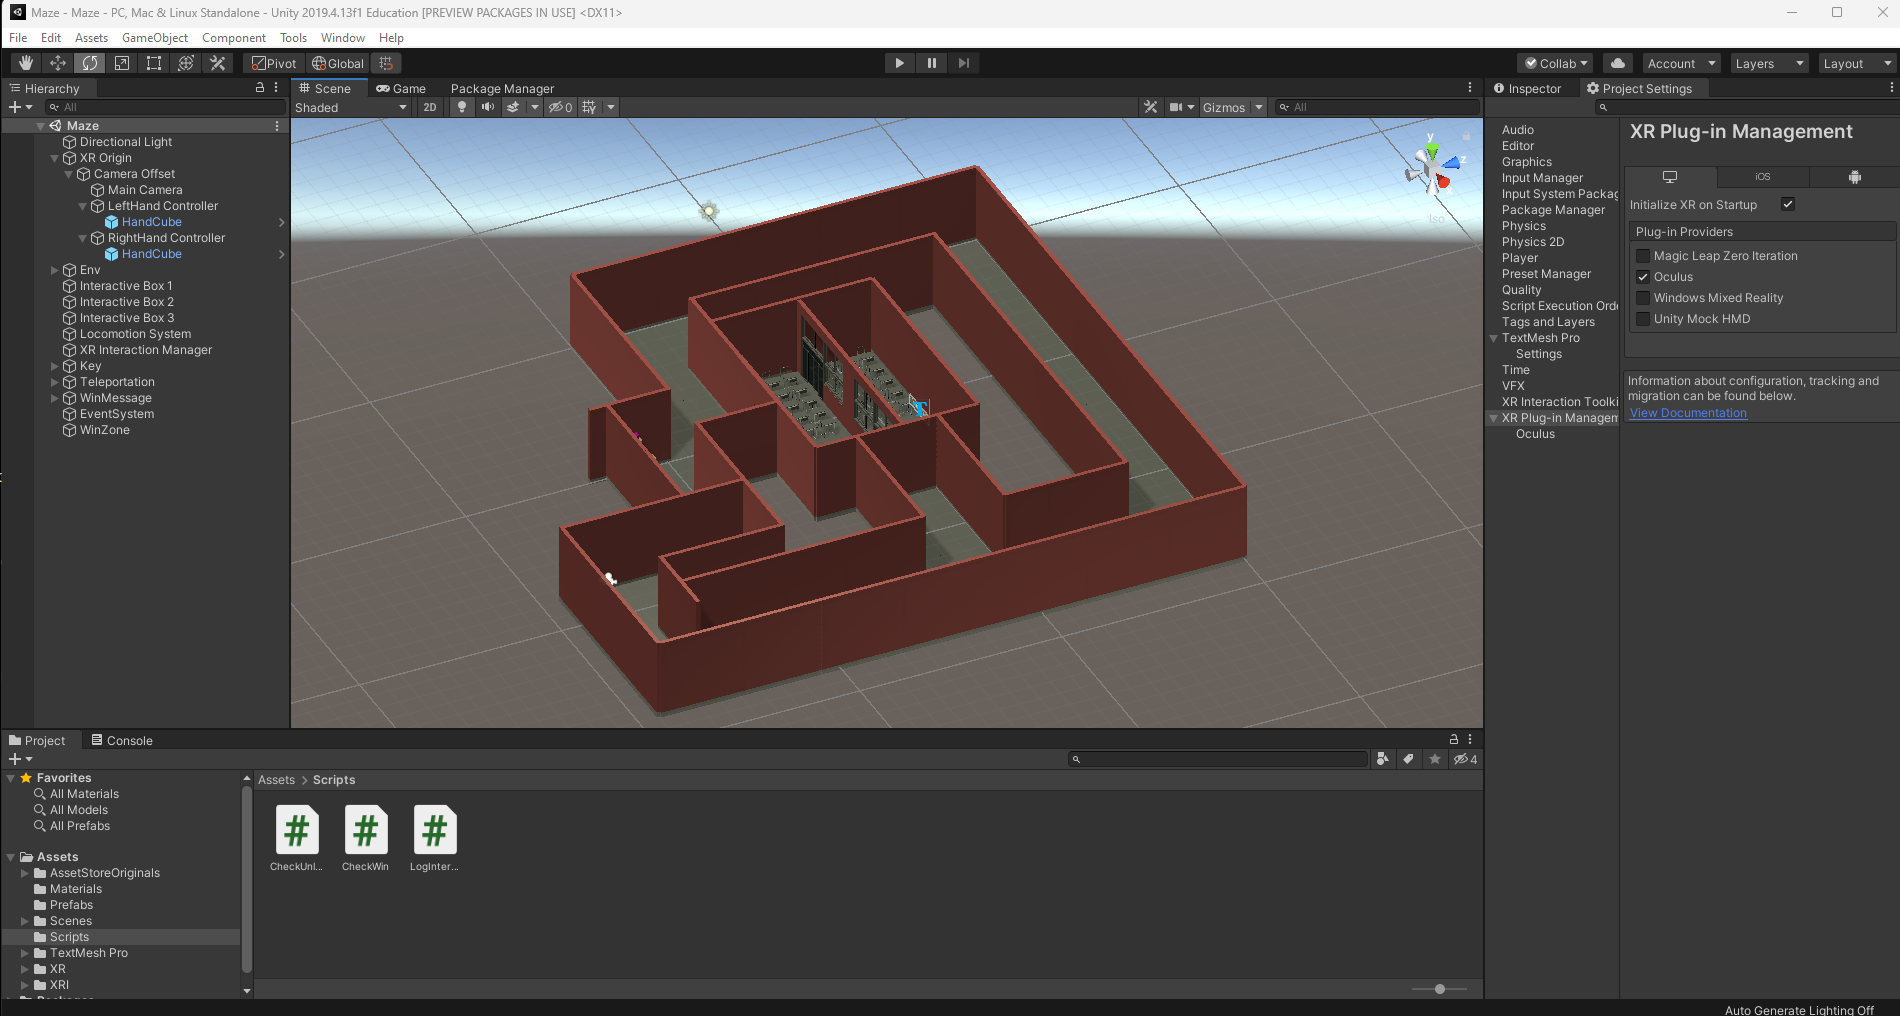 Maze - Maze - PC, Mac & Linux Standalone - Unity 2019.4.13f1 Education [PREVIEW PACKAGES IN USE] <DX11>
File Edit Assets GameObject Component Tools Window Help
Pivot Global Collab Account Layers Layout
Hierarchy
All
Maze
Directional Light
XR Origin
Camera Offset
Main Camera
LeftHand Controller
HandCube
RightHand Controller
HandCube
Env
Interactive Box 1
Interactive Box 2
Interactive Box 3
Locomotion System
XR Interaction Manager
Key
Teleportation
WinMessage
EventSystem
WinZone
Scene Game Package Manager
Shaded 2D 0 Gizmos All
y
z
Iso
T
Inspector Project Settings
Audio
Editor
Graphics
Input Manager
Input System Packag
Package Manager
Physics
Physics 2D
Player
Preset Manager
Quality
Script Execution Orde
Tags and Layers
TextMesh Pro
Settings
Time
VFX
XR Interaction Toolki
XR Plug-in Managem
Oculus
XR Plug-in Management
iOS
Initialize XR on Startup
Plug-in Providers
Magic Leap Zero Iteration
Oculus
Windows Mixed Reality
Unity Mock HMD
Information about configuration, tracking and
migration can be found below.
View Documentation
Project Console
4
Favorites
All Materials
All Models
All Prefabs
Assets
AssetStoreOriginals
Materials
Prefabs
Scenes
Scripts
TextMesh Pro
XR
XRI
Assets > Scripts
# # #
CheckUnl... CheckWin LogInter...
Auto Generate Lighting Off